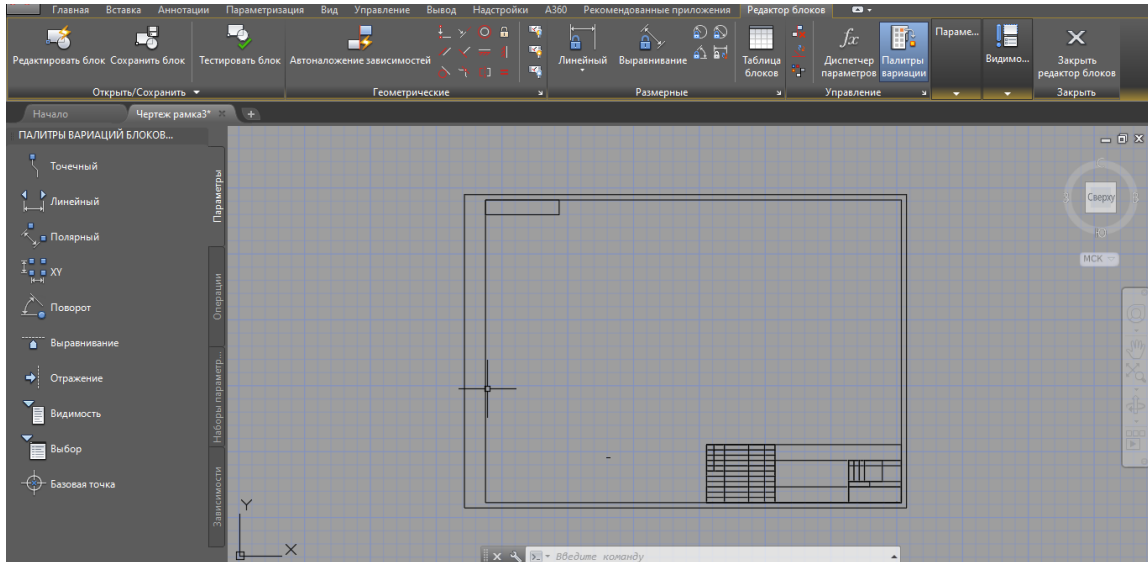 Главная Вставка Аннотации Параметризация Вид Управление Вывод Надстройки A360 Рекомендованные приложения Редактор блоков
Редактировать блок Сохранить блок Тестировать блок Автоналожение зависимостей Линейный Выравнивание Таблица блоков fx Диспетчер параметров Палитры вариации Параме... Видимо... Закрыть редактор блоков
Открыть/Сохранить Геометрические Размерные Управление Закрыть
Начало Чертеж рамка3* +
ПАЛИТРЫ ВАРИАЦИЙ БЛОКОВ...
Точечный
Линейный
Полярный
XY
Поворот
Выравнивание
Отражение
Видимость
Выбор
Базовая точка
Параметры
Операции
Наборы параметр...
Зависимости
Сверху
МСК
Y
X
Введите команду